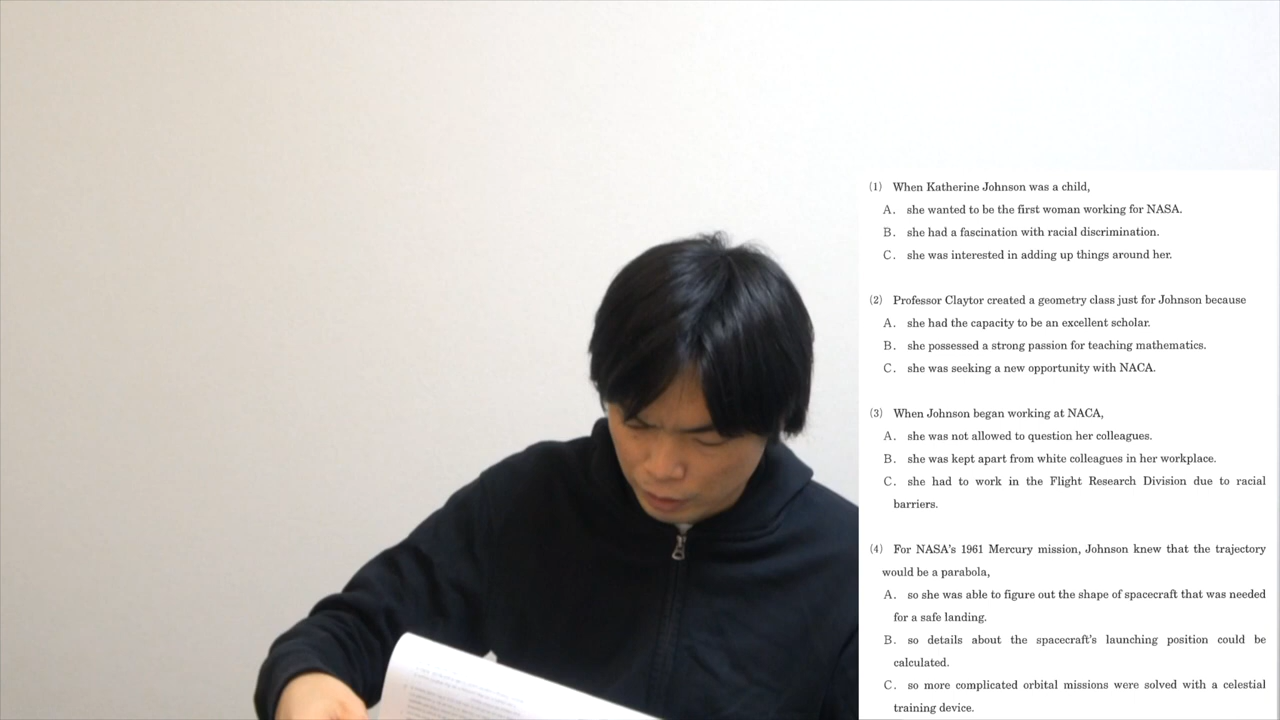 (1) When Katherine Johnson was a child,
A. she wanted to be the first woman working for NASA.
B. she had a fascination with racial discrimination.
C. she was interested in adding up things around her.
(2) Professor Claytor created a geometry class just for Johnson because
A. she had the capacity to be an excellent scholar.
B. she possessed a strong passion for teaching mathematics.
C. she was seeking a new opportunity with NACA.
(3) When Johnson began working at NACA,
A. she was not allowed to question her colleagues.
B. she was kept apart from white colleagues in her workplace.
C. she had to work in the Flight Research Division due to racial
barriers.
(4) For NASA's 1961 Mercury mission, Johnson knew that the trajectory
would be a parabola,
A. so she was able to figure out the shape of spacecraft that was needed
for a safe landing.
B. so details about the spacecraft's launching position could be
calculated.
C. so more complicated orbital missions were solved with a celestial
training device.